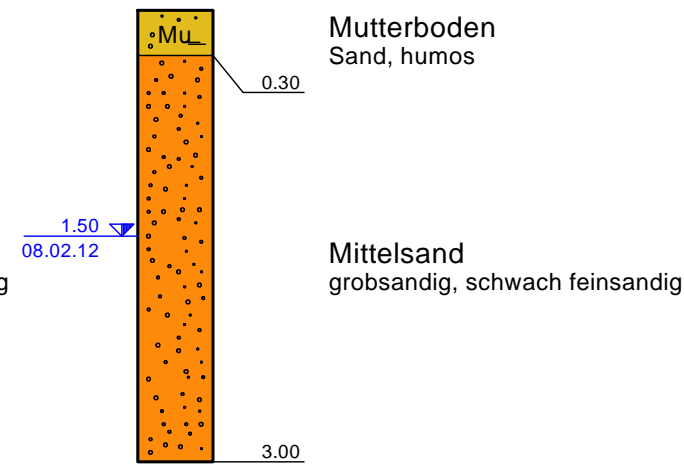 Mu
Mutterboden
Sand, humos
0.30
1.50
08.02.12
Mittelsand
g
grobsandig, schwach feinsandig
3.00